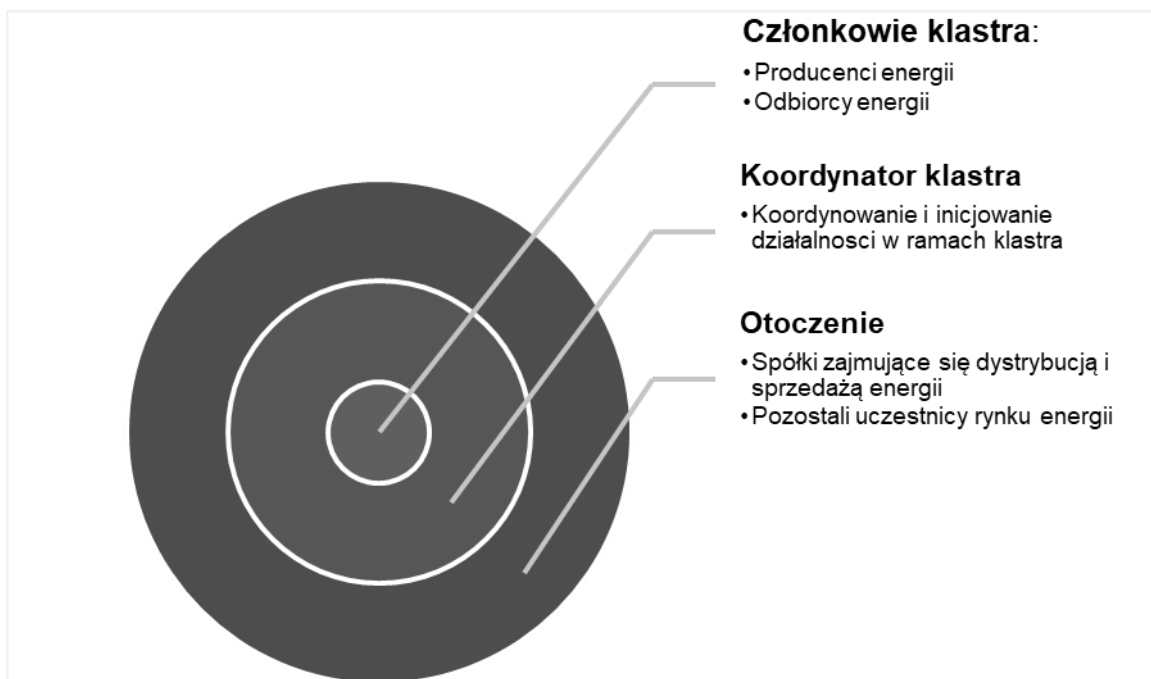 Członkowie klastra:
• Producenci energii
• Odbiorcy energii
Koordynator klastra
• Koordynowanie i inicjowanie
działalnosci w ramach klastra
Otoczenie
• Spółki zajmujące się dystrybucją i
sprzedażą energii
• Pozostali uczestnicy rynku energii